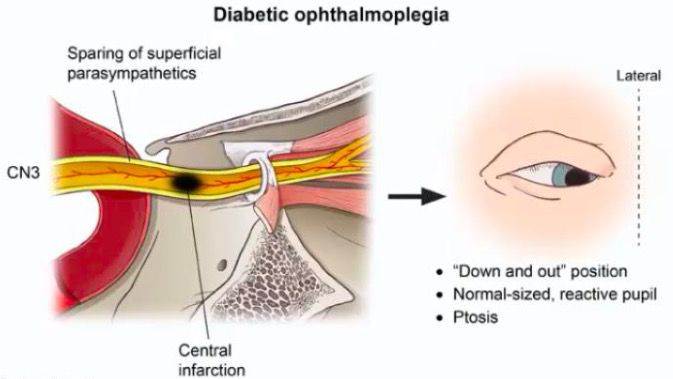 Diabetic ophthalmoplegia
Sparing of superficial
parasympathetics
Lateral
CN3
• “Down and out” position
• Normal-sized, reactive pupil
• Ptosis
Central
infarction